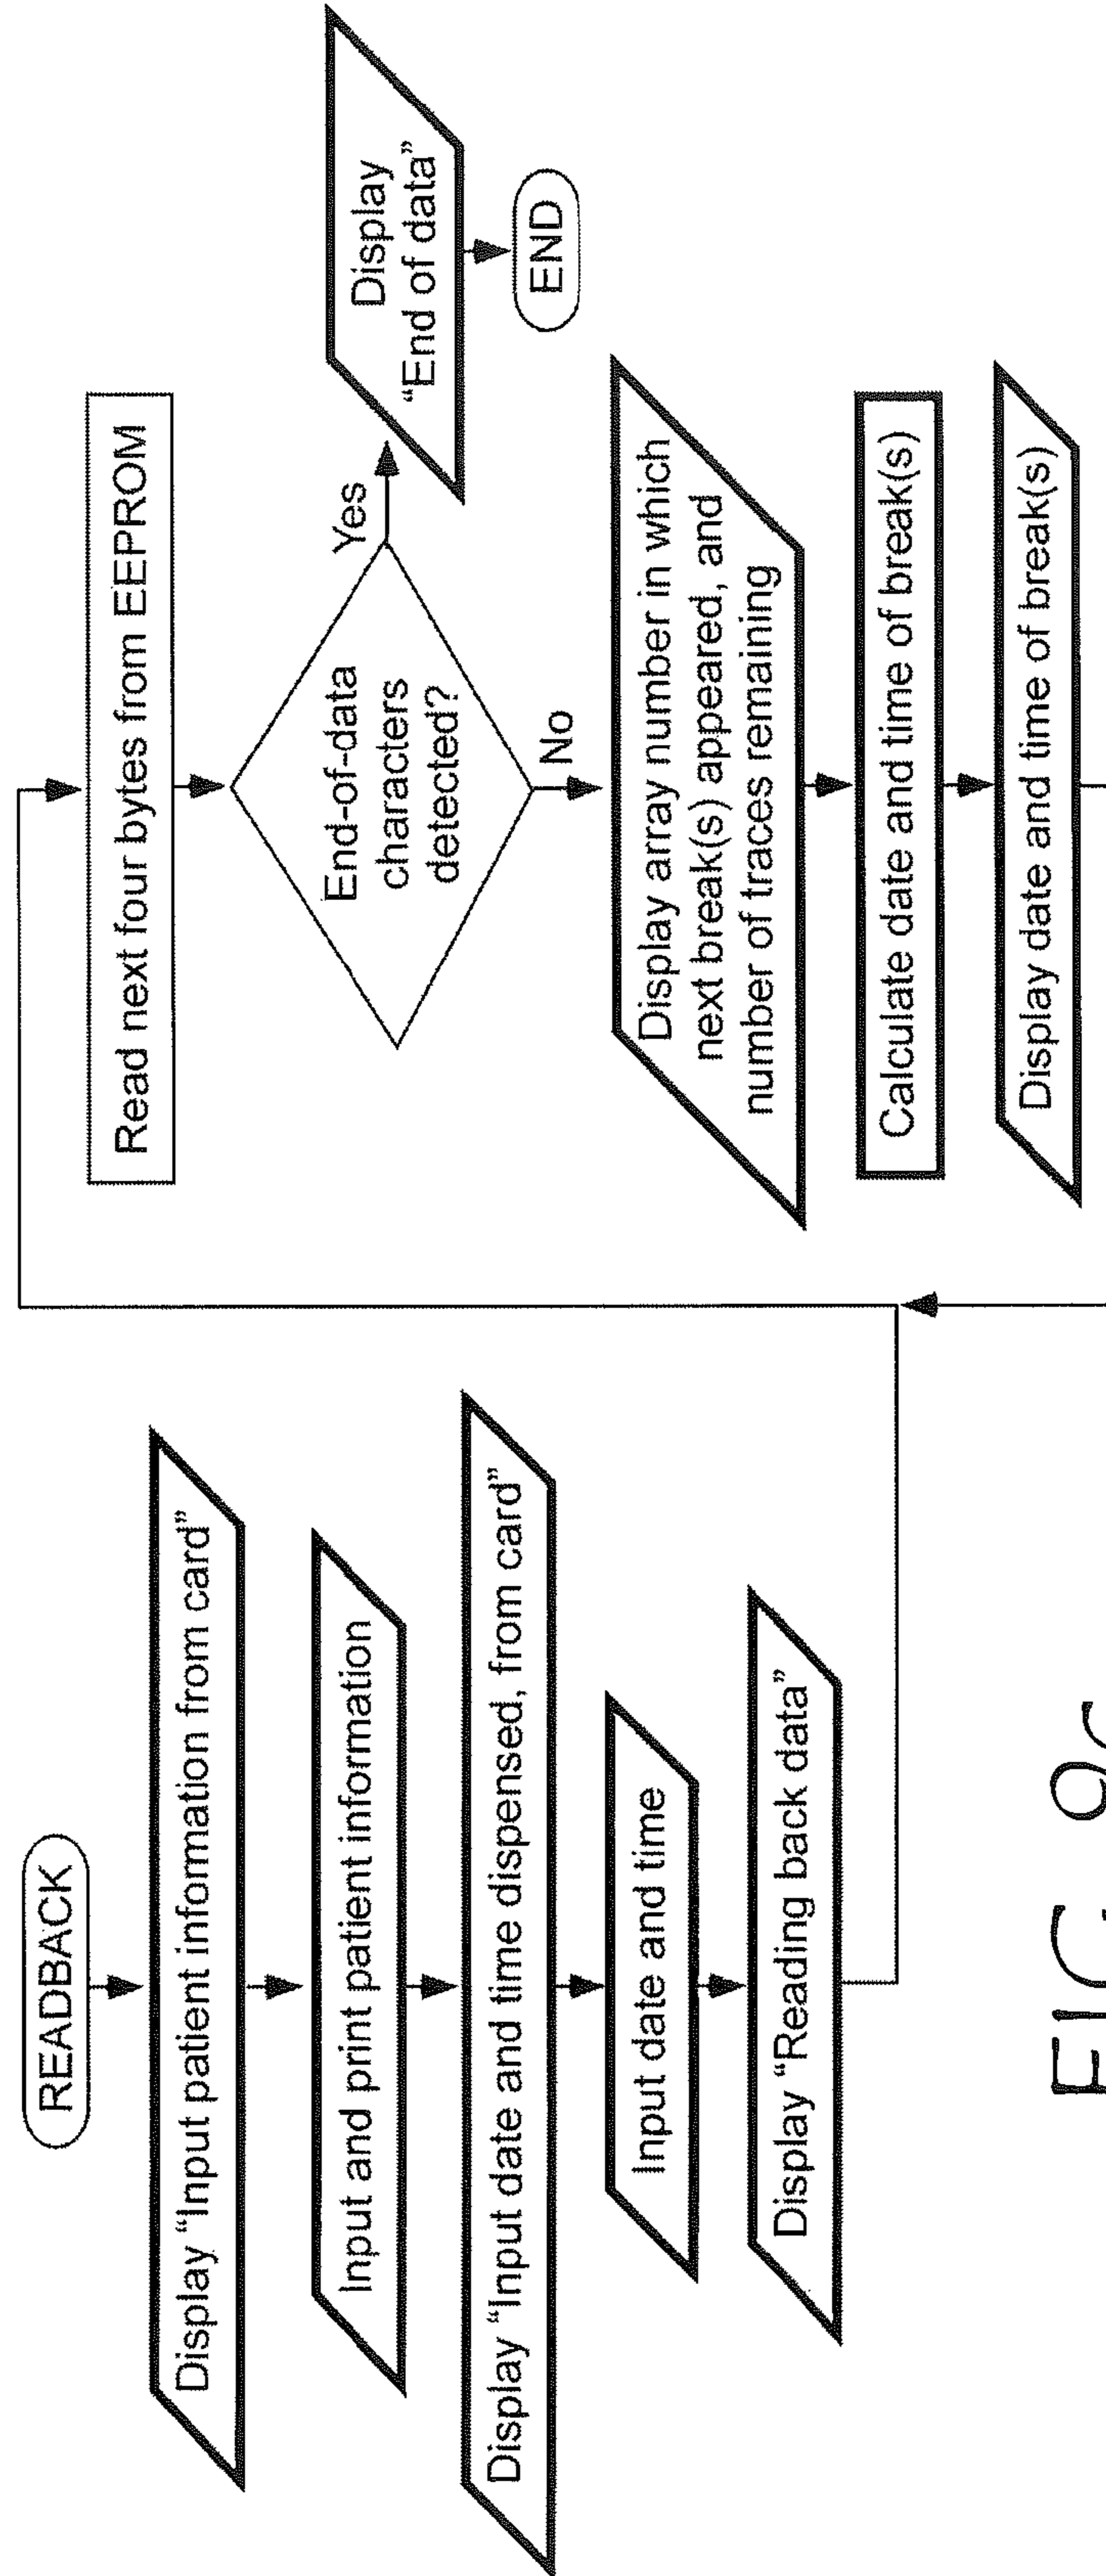 READBACK
Display “Input patient information from card”
Input and print patient information
Display “Input date and time dispensed, from card”
Input date and time
Display “Reading back data”
Read next four bytes from EEPROM
End-of-data
characters
detected?
Yes
Display
“End of data”
END
No
Display array number in which
next break(s) appeared, and
number of traces remaining
Calculate date and time of break(s)
Display date and time of break(s)
FIG.